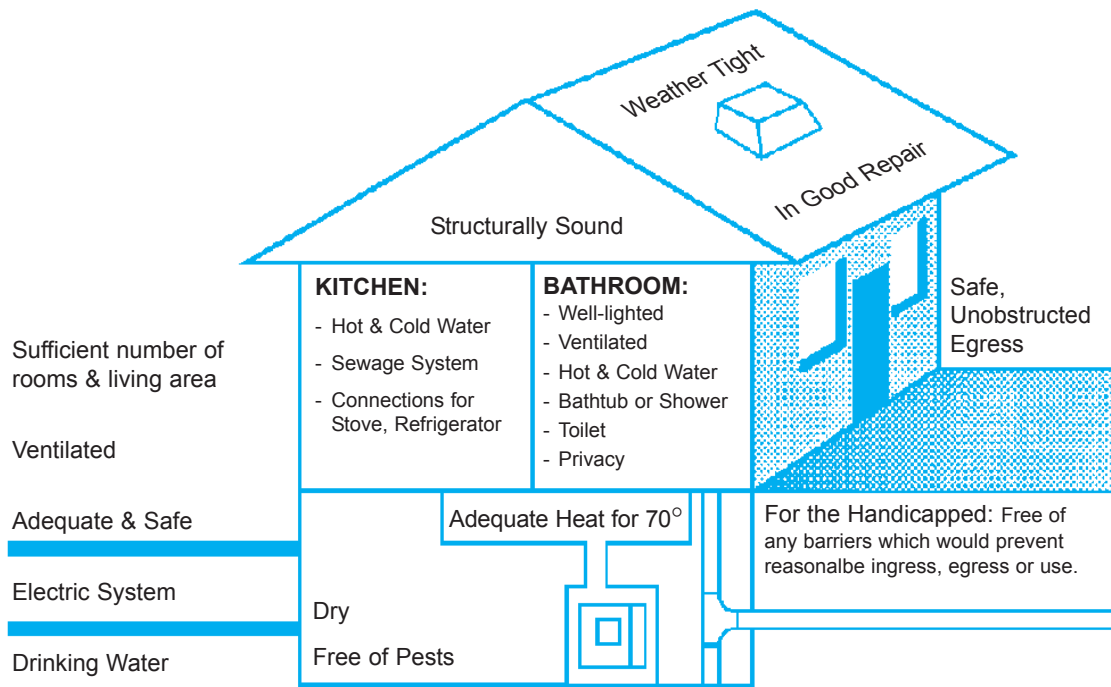 Weather Tight
In Good Repair
Structurally Sound
KITCHEN:
- Hot & Cold Water
- Sewage System
- Connections for
Stove, Refrigerator
BATHROOM:
- Well-lighted
- Ventilated
- Hot & Cold Water
- Bathtub or Shower
- Toilet
- Privacy
Safe,
Unobstructed
Egress
Sufficient number of
rooms & living area
Ventilated
Adequate & Safe
Electric System
Drinking Water
Adequate Heat for 70°
Dry
Free of Pests
For the Handicapped: Free of
any barriers which would prevent
reasonalbe ingress, egress or use.